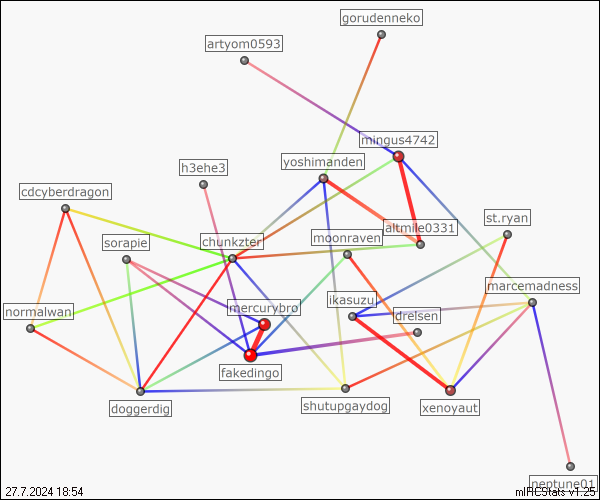 gorudenneko
artyom0593
mingus4742
yoshimanden
h3ehe3
cdcyberdragon
st.ryan
altmile0331
moonraven
chunkzter
sorapie
marcemadness
ikasuzu
mercurybro
normalwan
drelsen
fakedingo
shutupgaydog
xenoyaut
doggerdig
neptune01
27.7.2024 18:54
mIRCStats v1.25